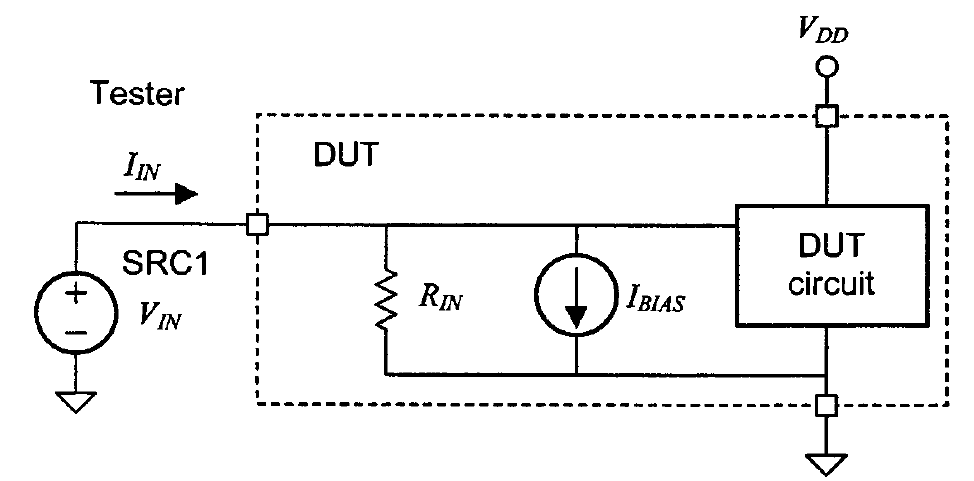 V_DD
Tester
DUT
I_IN
SRC1
V_IN
+
−
R_IN
I_BIAS
DUT
circuit